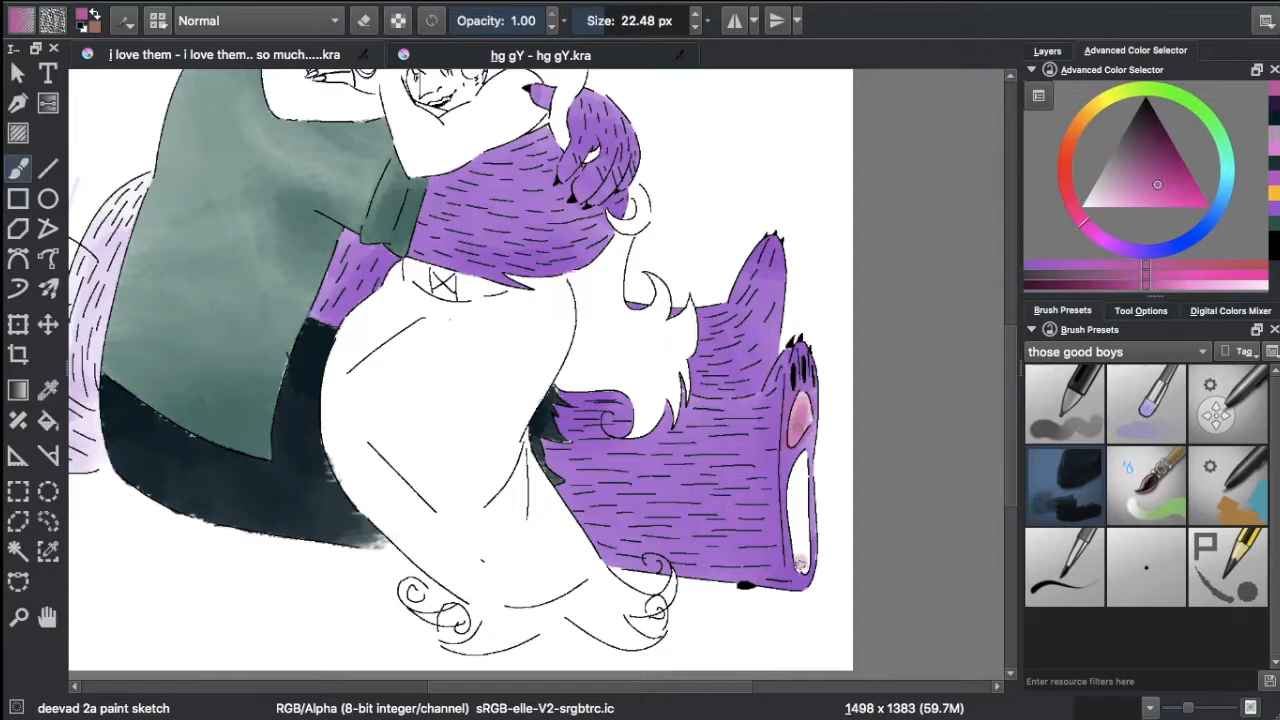 Normal
Opacity: 1.00
Size: 22.48 px
i love them - i love them.. so much.....kra
hg gY - hg gY.kra
Layers
Advanced Color Selector
Advanced Color Selector
Brush Presets
Tool Options
Digital Colors Mixer
Brush Presets
those good boys
Tag
Enter resource filters here
deevad 2a paint sketch
RGB/Alpha (8-bit integer/channel) sRGB-elle-V2-srgbtrc.ic
1498 x 1383 (59.7M)